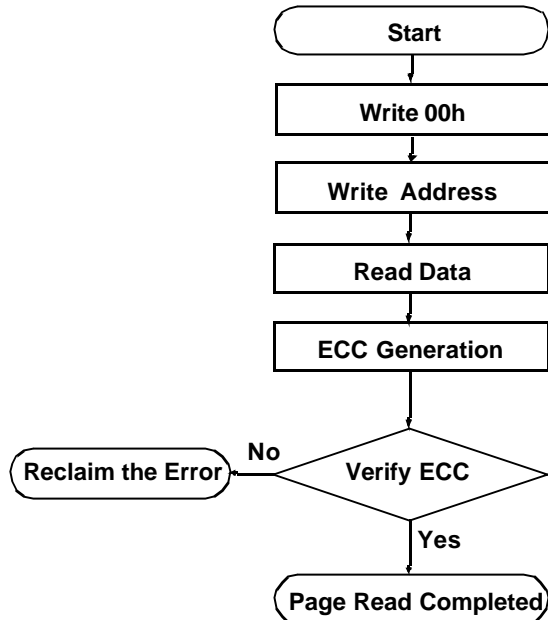 Start
Write 00h
Write Address
Read Data
ECC Generation
No
Reclaim the Error
Verify ECC
Yes
Page Read Completed